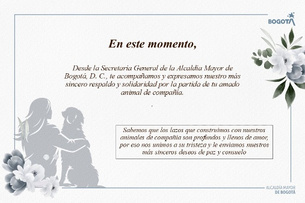 BOGOTÁ
En este momento,
Desde la Secretaría General de la Alcaldía Mayor de
Bogotá, D. C., te acompañamos y expresamos nuestro más
sincero respaldo y solidaridad por la partida de tu amado
animal de compañía.
Sabemos que los lazos que construimos con nuestros
animales de compañía son profundos y llenos de amor,
por eso nos unimos a su tristeza y le enviamos nuestros
más sinceros deseos de paz y consuelo
ALCALDÍA MAYOR
DE BOGOTÁ